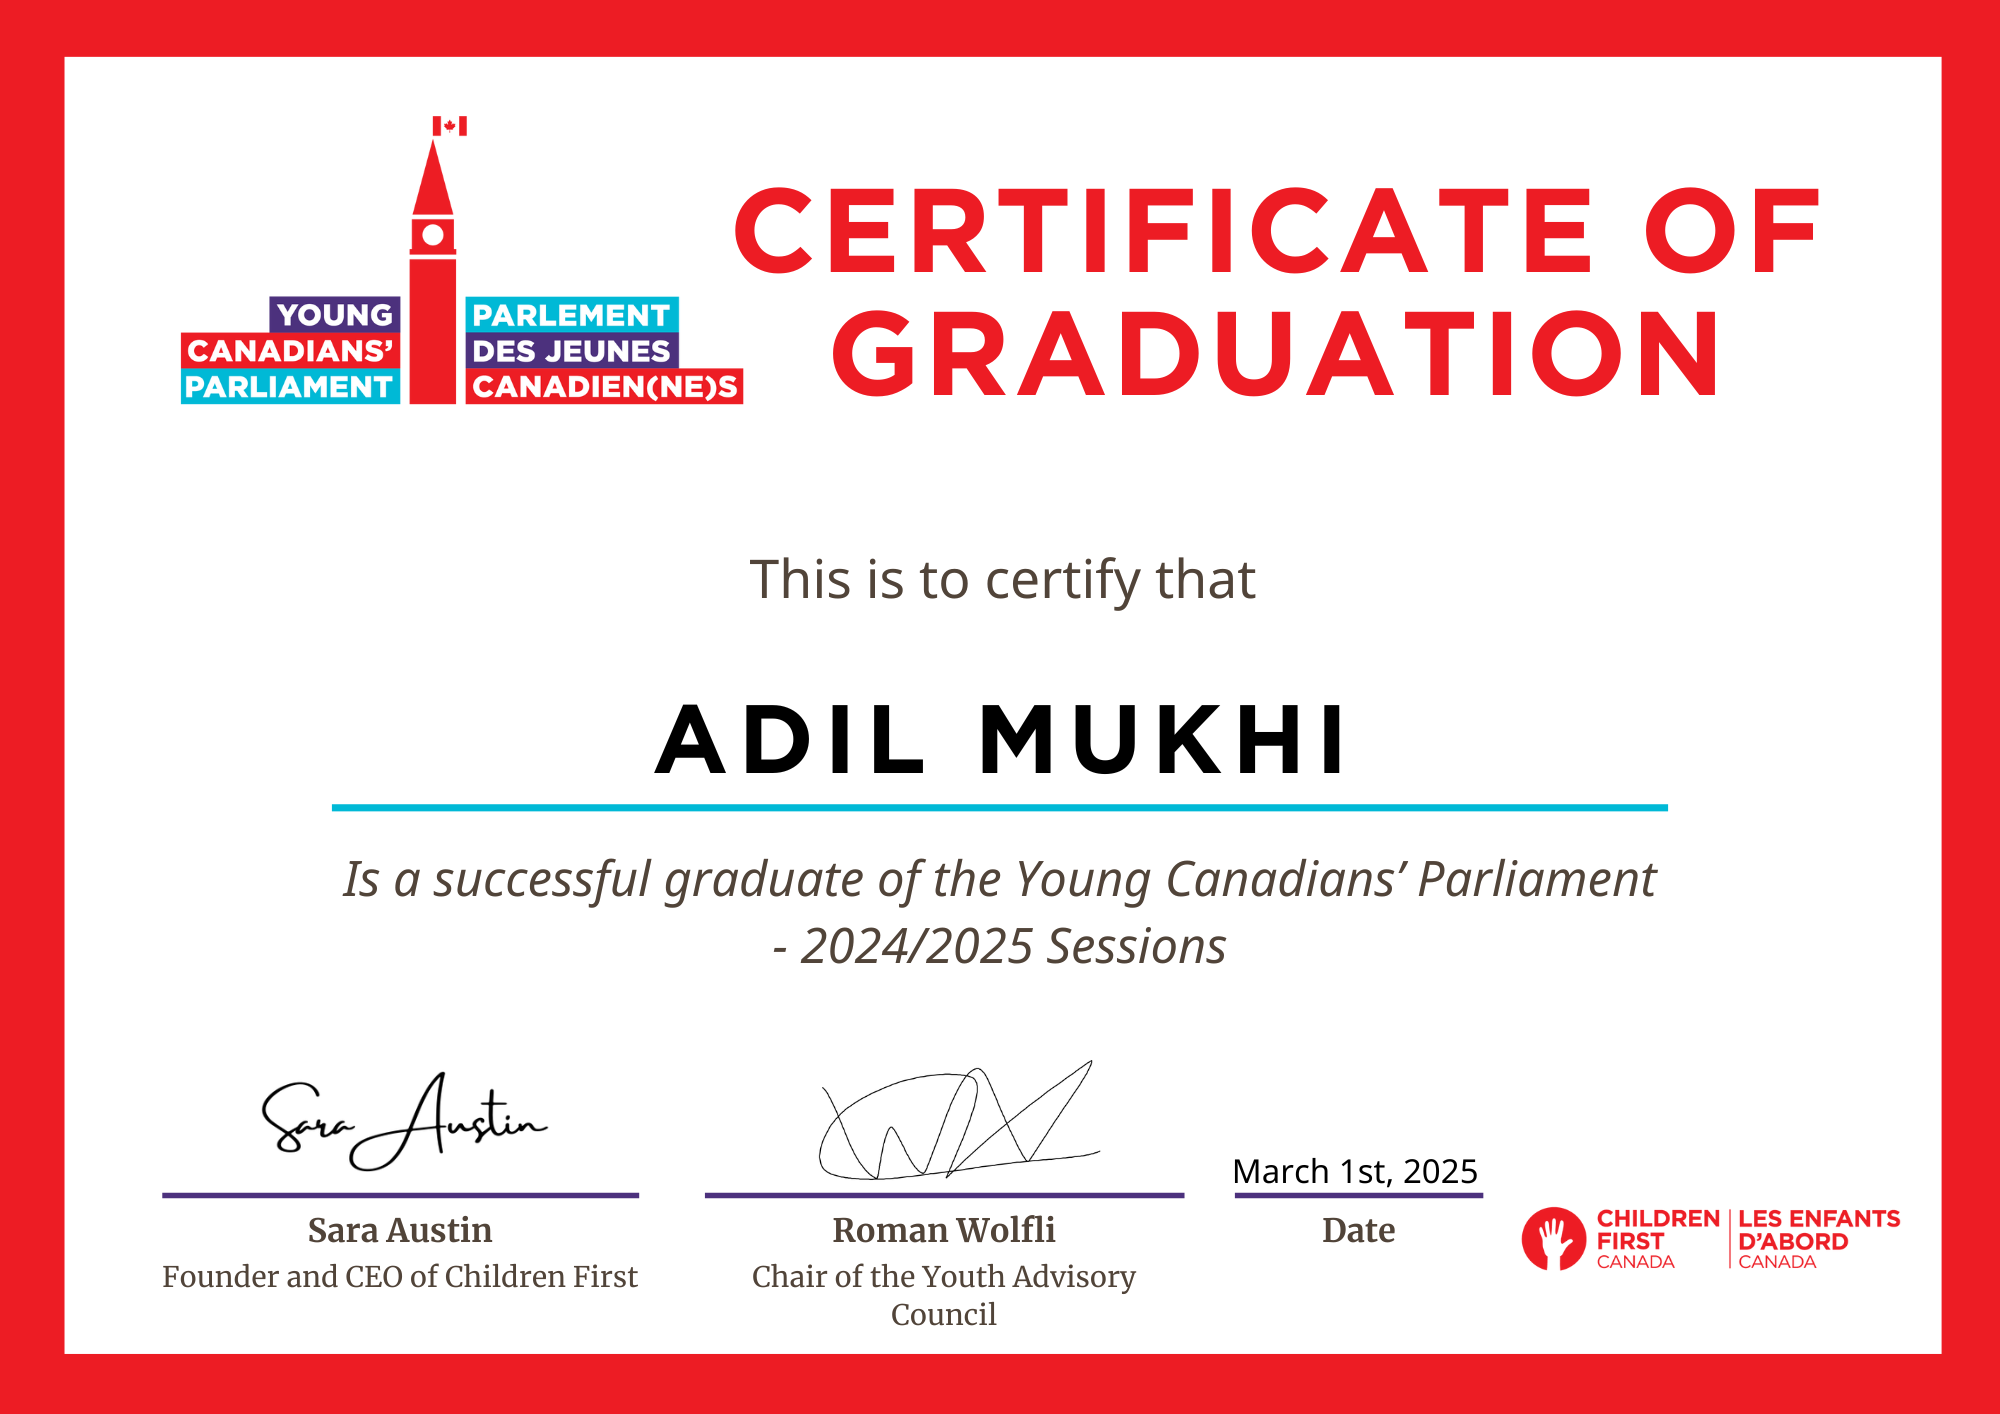 YOUNG
CANADIANS’
PARLIAMENT
PARLEMENT
DES JEUNES
CANADIEN(NE)S
CERTIFICATE OF
GRADUATION
This is to certify that
ADIL MUKHI
Is a successful graduate of the Young Canadians’ Parliament
- 2024/2025 Sessions
Sara Austin
Sara Austin
Founder and CEO of Children First
Roman Wolfli
Chair of the Youth Advisory
Council
March 1st, 2025
Date
CHILDREN
FIRST
CANADA
LES ENFANTS
D’ABORD
CANADA